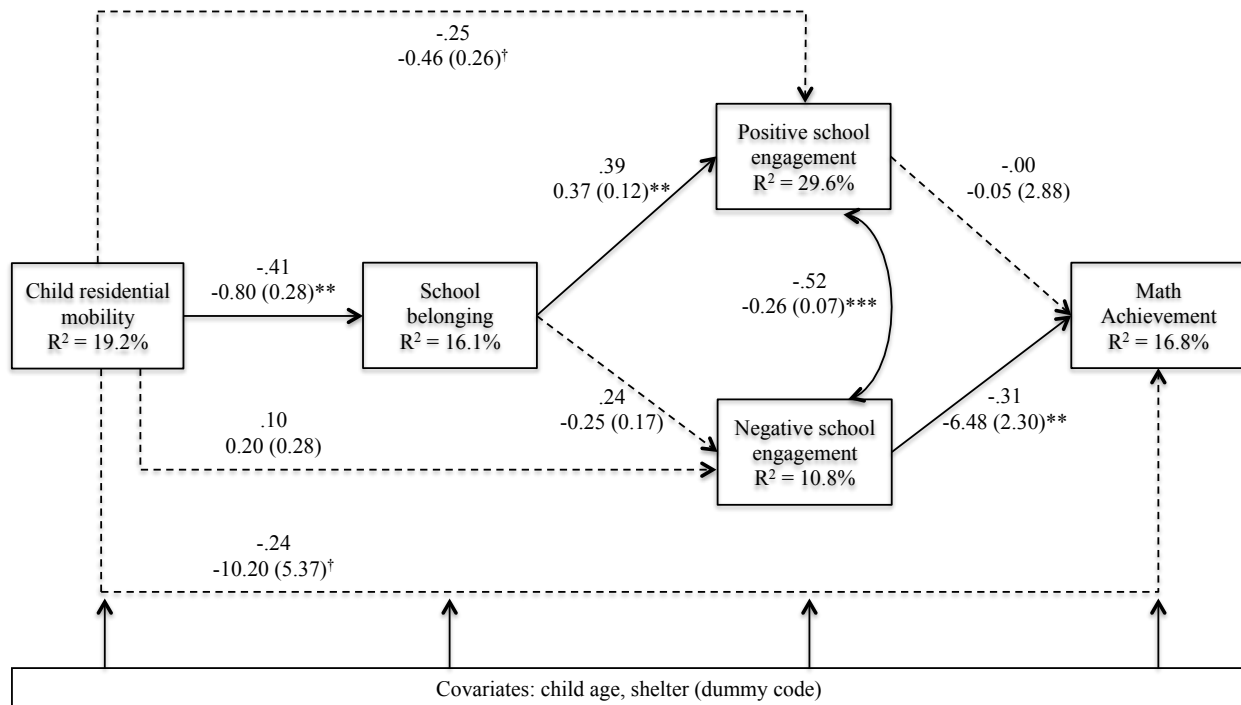 -.25
-0.46 (0.26)†
Positive school
engagement
R² = 29.6%
.39
0.37 (0.12)**
-.00
-0.05 (2.88)
Child residential
mobility
R² = 19.2%
-.41
-0.80 (0.28)**
School
belonging
R² = 16.1%
-.52
-0.26 (0.07)***
Math
Achievement
R² = 16.8%
.24
-0.25 (0.17)
.10
0.20 (0.28)
Negative school
engagement
R² = 10.8%
-.31
-6.48 (2.30)**
-.24
-10.20 (5.37)†
Covariates: child age, shelter (dummy code)